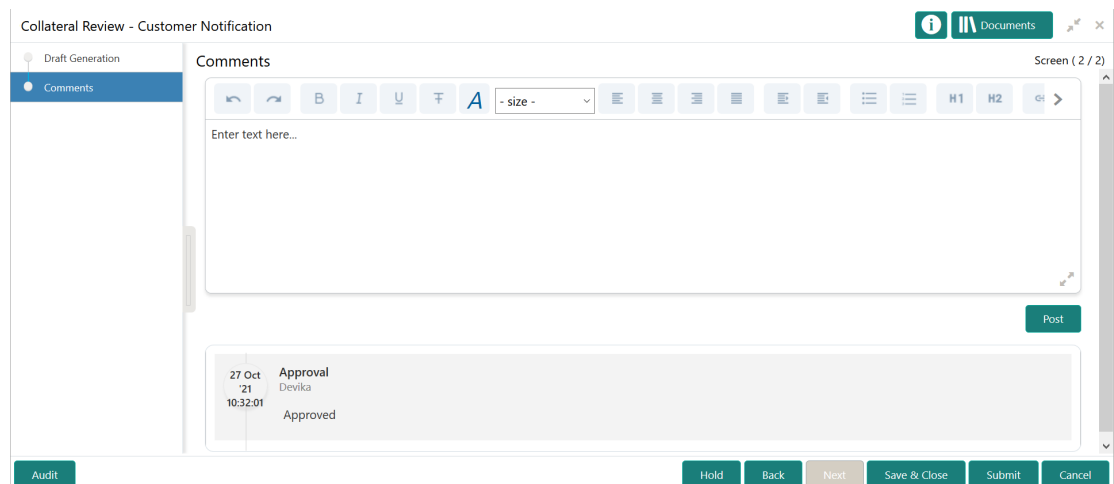 Collateral Review - Customer Notification
Documents
Draft Generation
Comments
Comments
Screen ( 2 / 2)
B I U T A - size - H1 H2
Enter text here...
Post
27 Oct
'21
10:32:01
Approval
Devika
Approved
Audit
Hold
Back
Next
Save & Close
Submit
Cancel